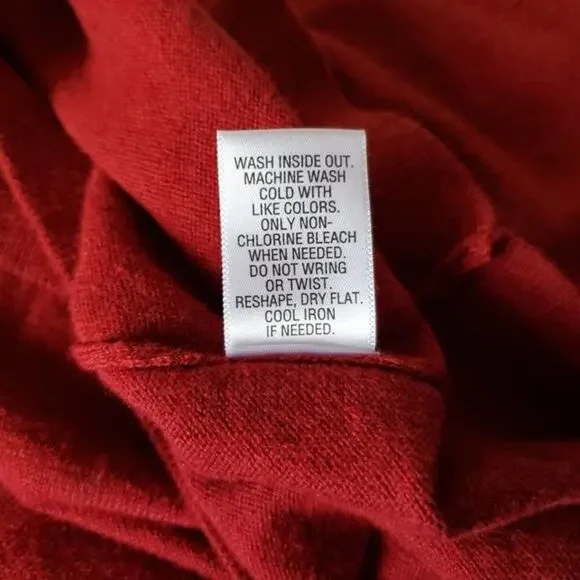 WASH INSIDE OUT.
MACHINE WASH
COLD WITH
LIKE COLORS.
ONLY NON-
CHLORINE BLEACH
WHEN NEEDED.
DO NOT WRING
OR TWIST.
RESHAPE, DRY FLAT.
COOL IRON
IF NEEDED.